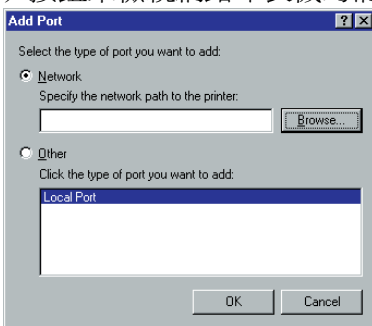 Add Port
Select the type of port you want to add:
Network
Specify the network path to the printer:
Browse...
Other
Click the type of port you want to add:
Local Port
OK Cancel